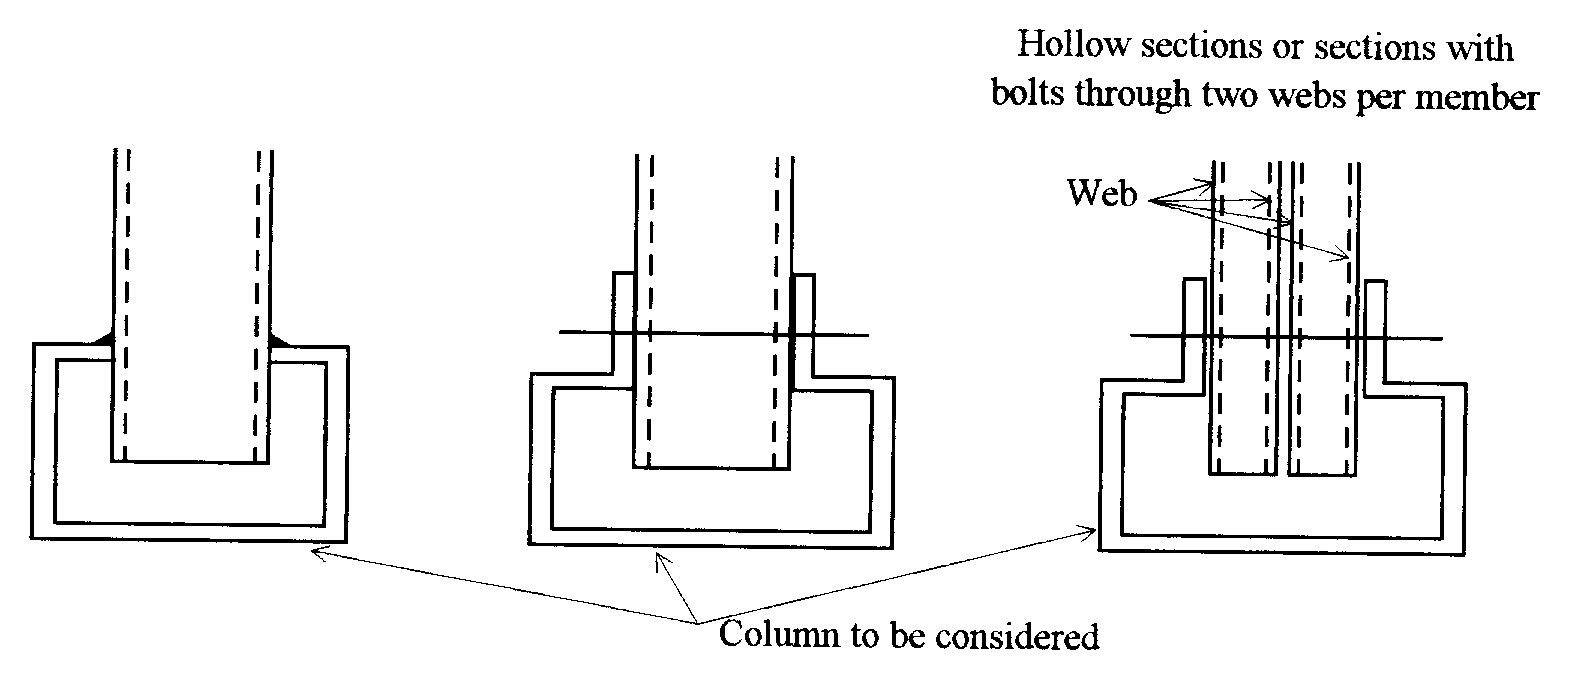 Hollow sections or sections with
bolts through two webs per member
Web
Column to be considered